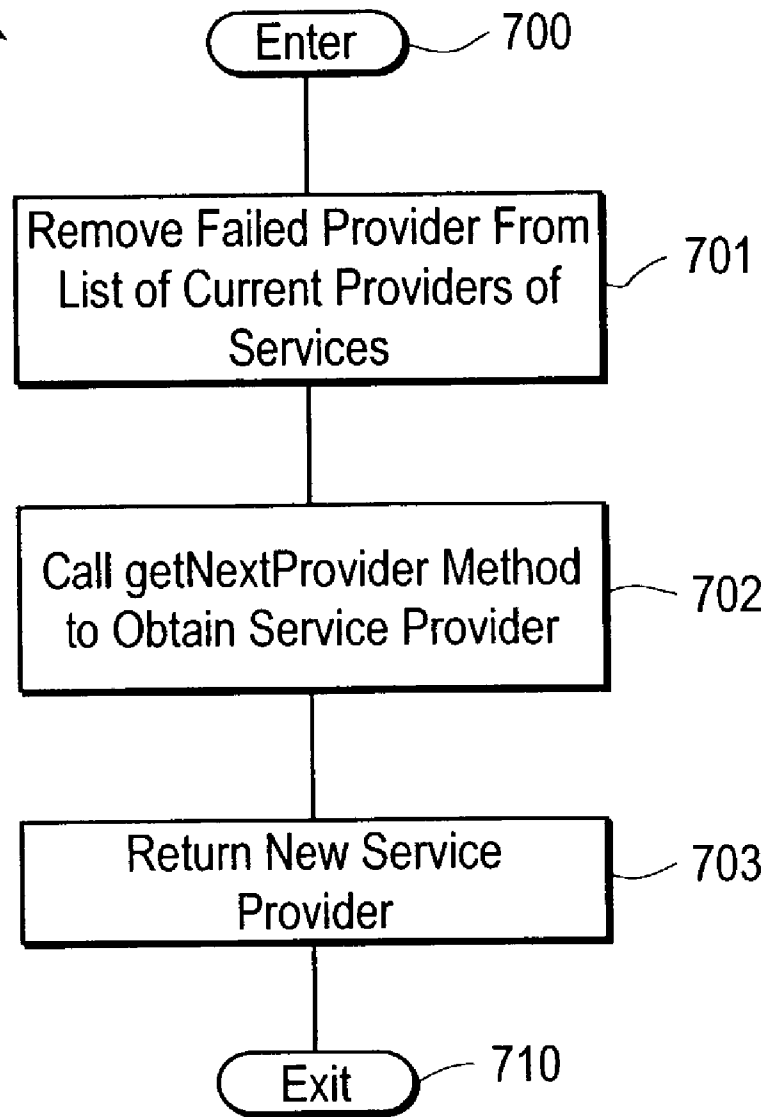 Enter
700
Remove Failed Provider From
List of Current Providers of
Services
701
Call getNextProvider Method
to Obtain Service Provider
702
Return New Service
Provider
703
Exit
710